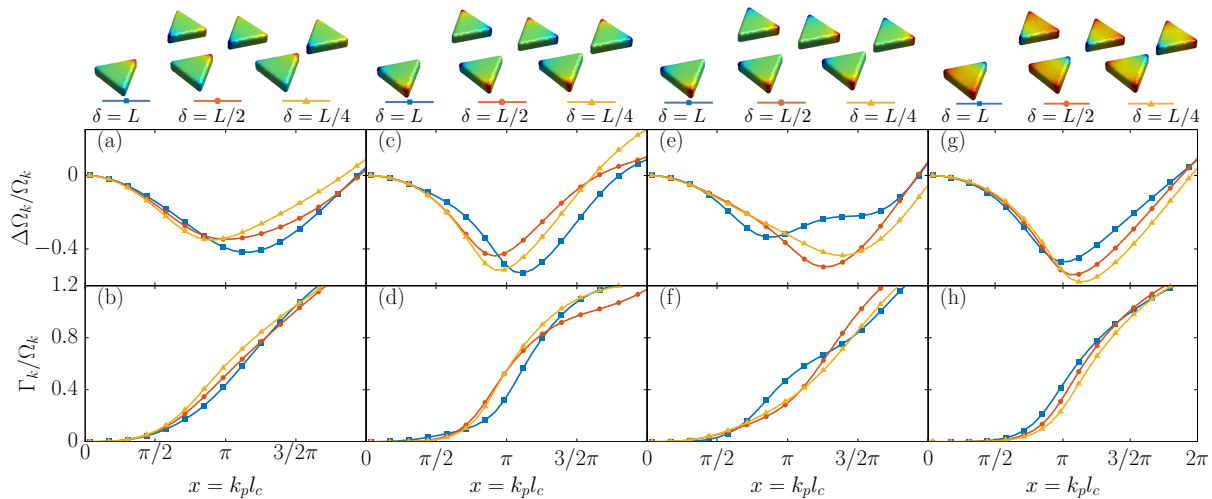 δ = L δ = L/2 δ = L/4 δ = L δ = L/2 δ = L/4 δ = L δ = L/2 δ = L/4 δ = L δ = L/2 δ = L/4
(a) (c) (e) (g)
0
ΔΩ_k/Ω_k
−0.4
1.2
(b) (d) (f) (h)
0.8
Γ_k/Ω_k
0.4
0
0 π/2 π 3/2π 0 π/2 π 3/2π 0 π/2 π 3/2π 0 π/2 π 3/2π 2π
x = k_p l_c x = k_p l_c x = k_p l_c x = k_p l_c